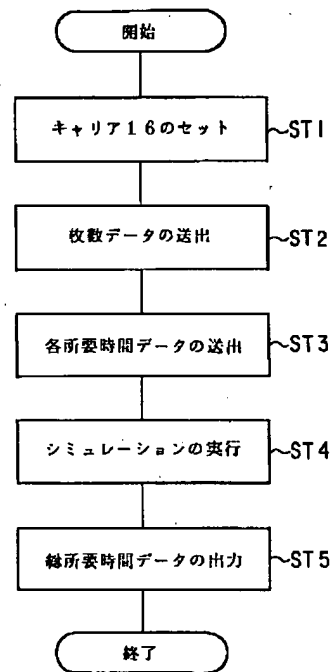 開始
キャリア16のセット
ST1
枚数データの送出
ST2
各所要時間データの送出
ST3
シミュレーションの実行
ST4
総所要時間データの出力
ST5
終了